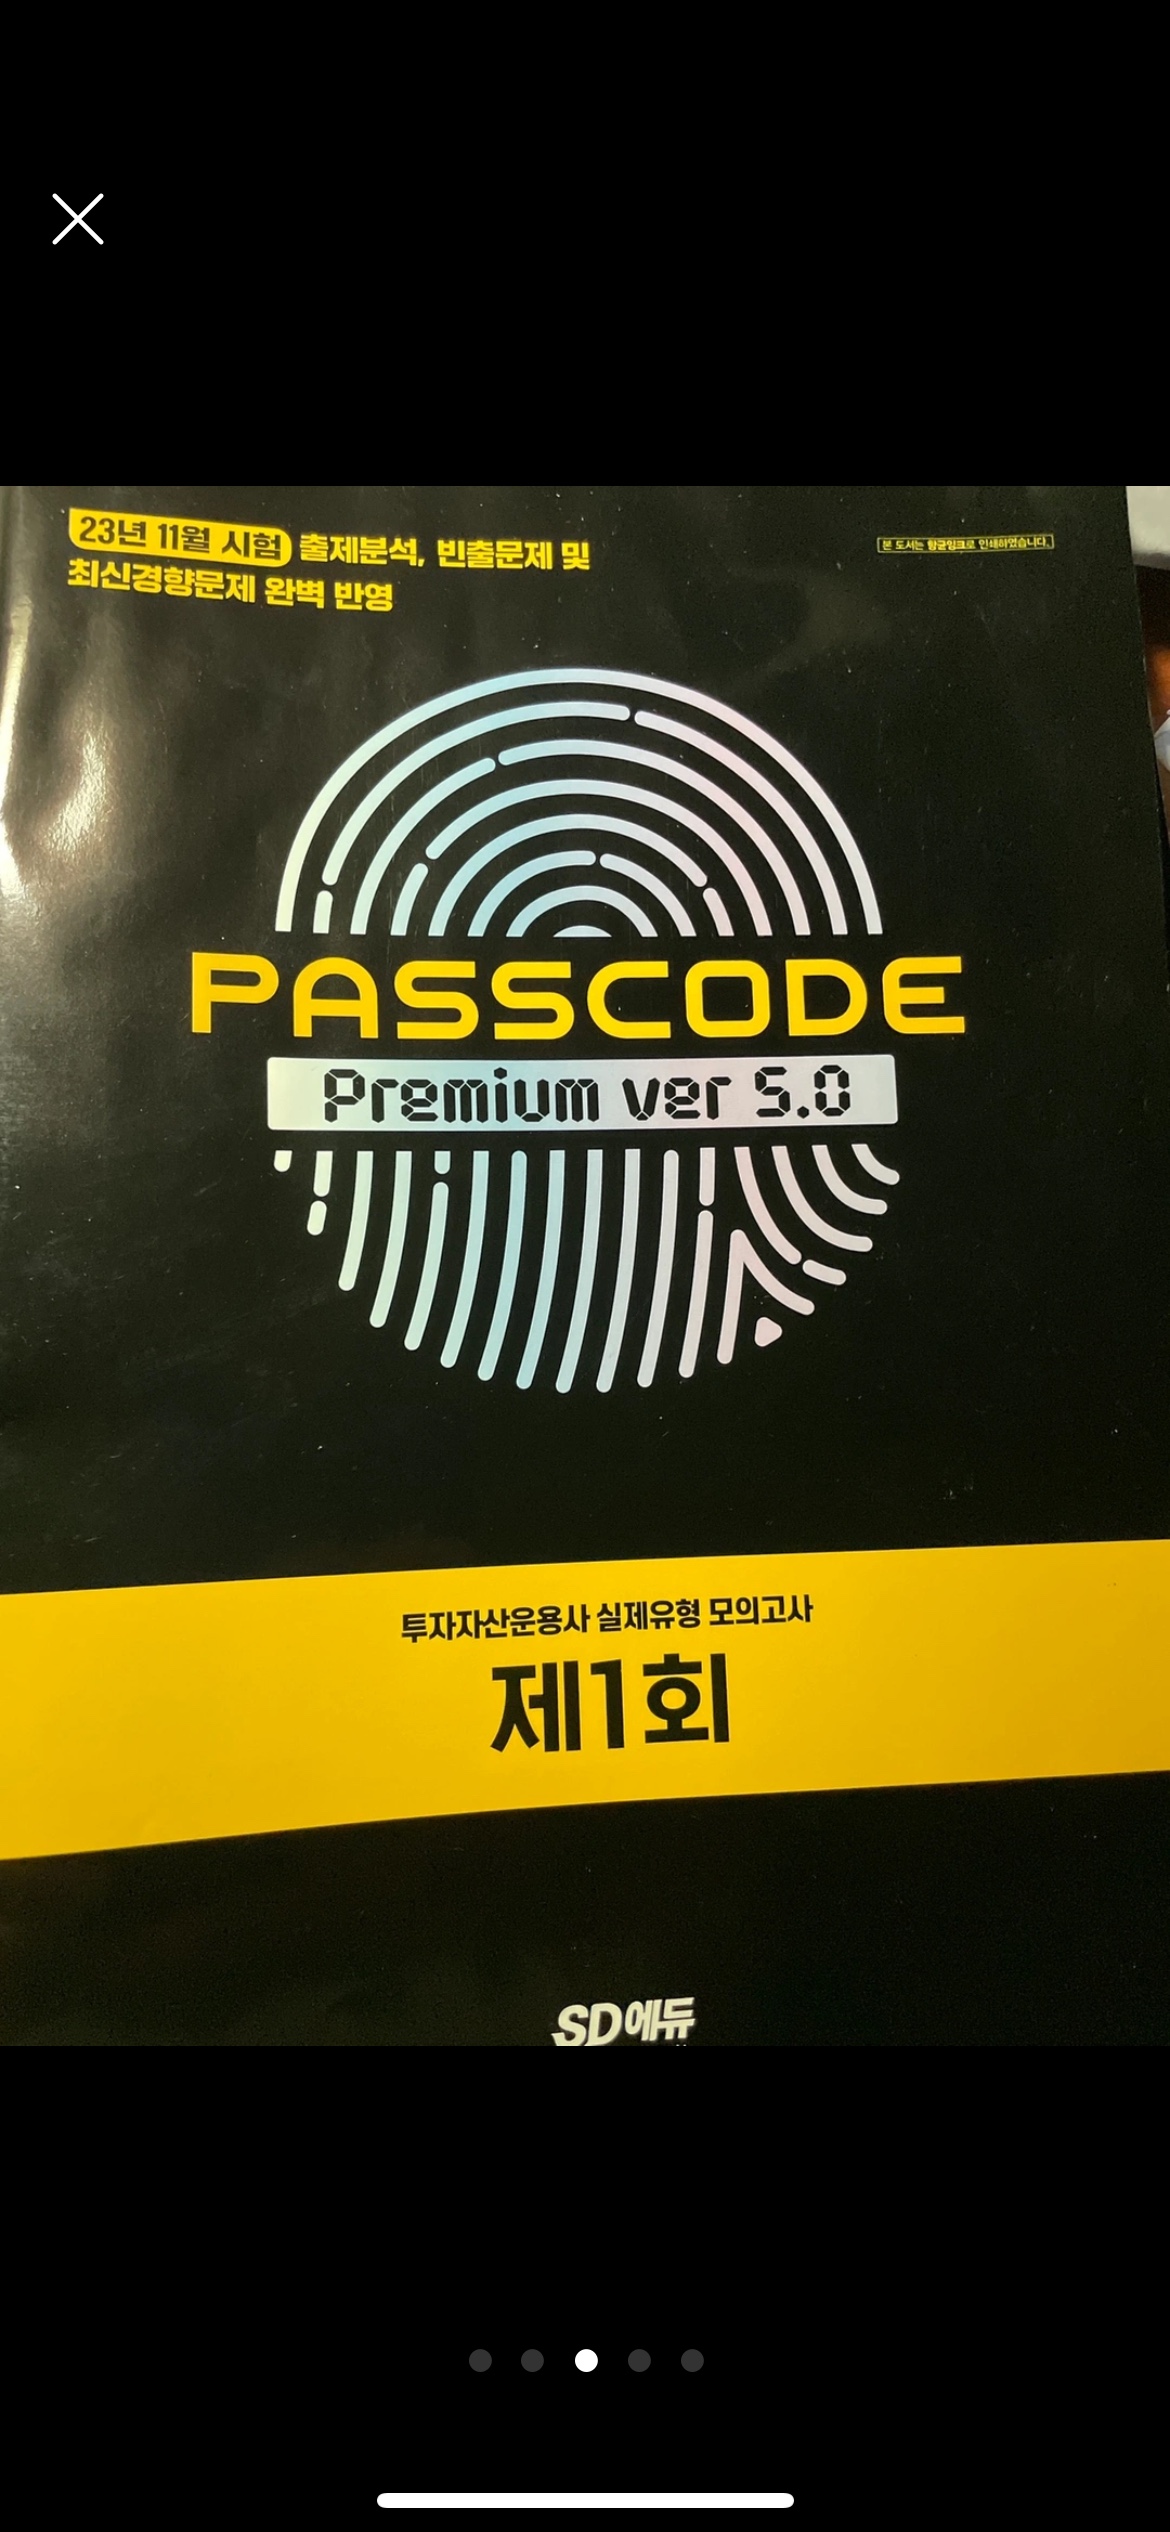 23년 11월 시험 출제분석, 빈출문제 및
최신경향문제 완벽 반영
본 도서는 항균잉크로 인쇄하였습니다.
PASSCODE
Premium ver 5.0
투자자산운용사 실제유형 모의고사
제1회
SD에듀